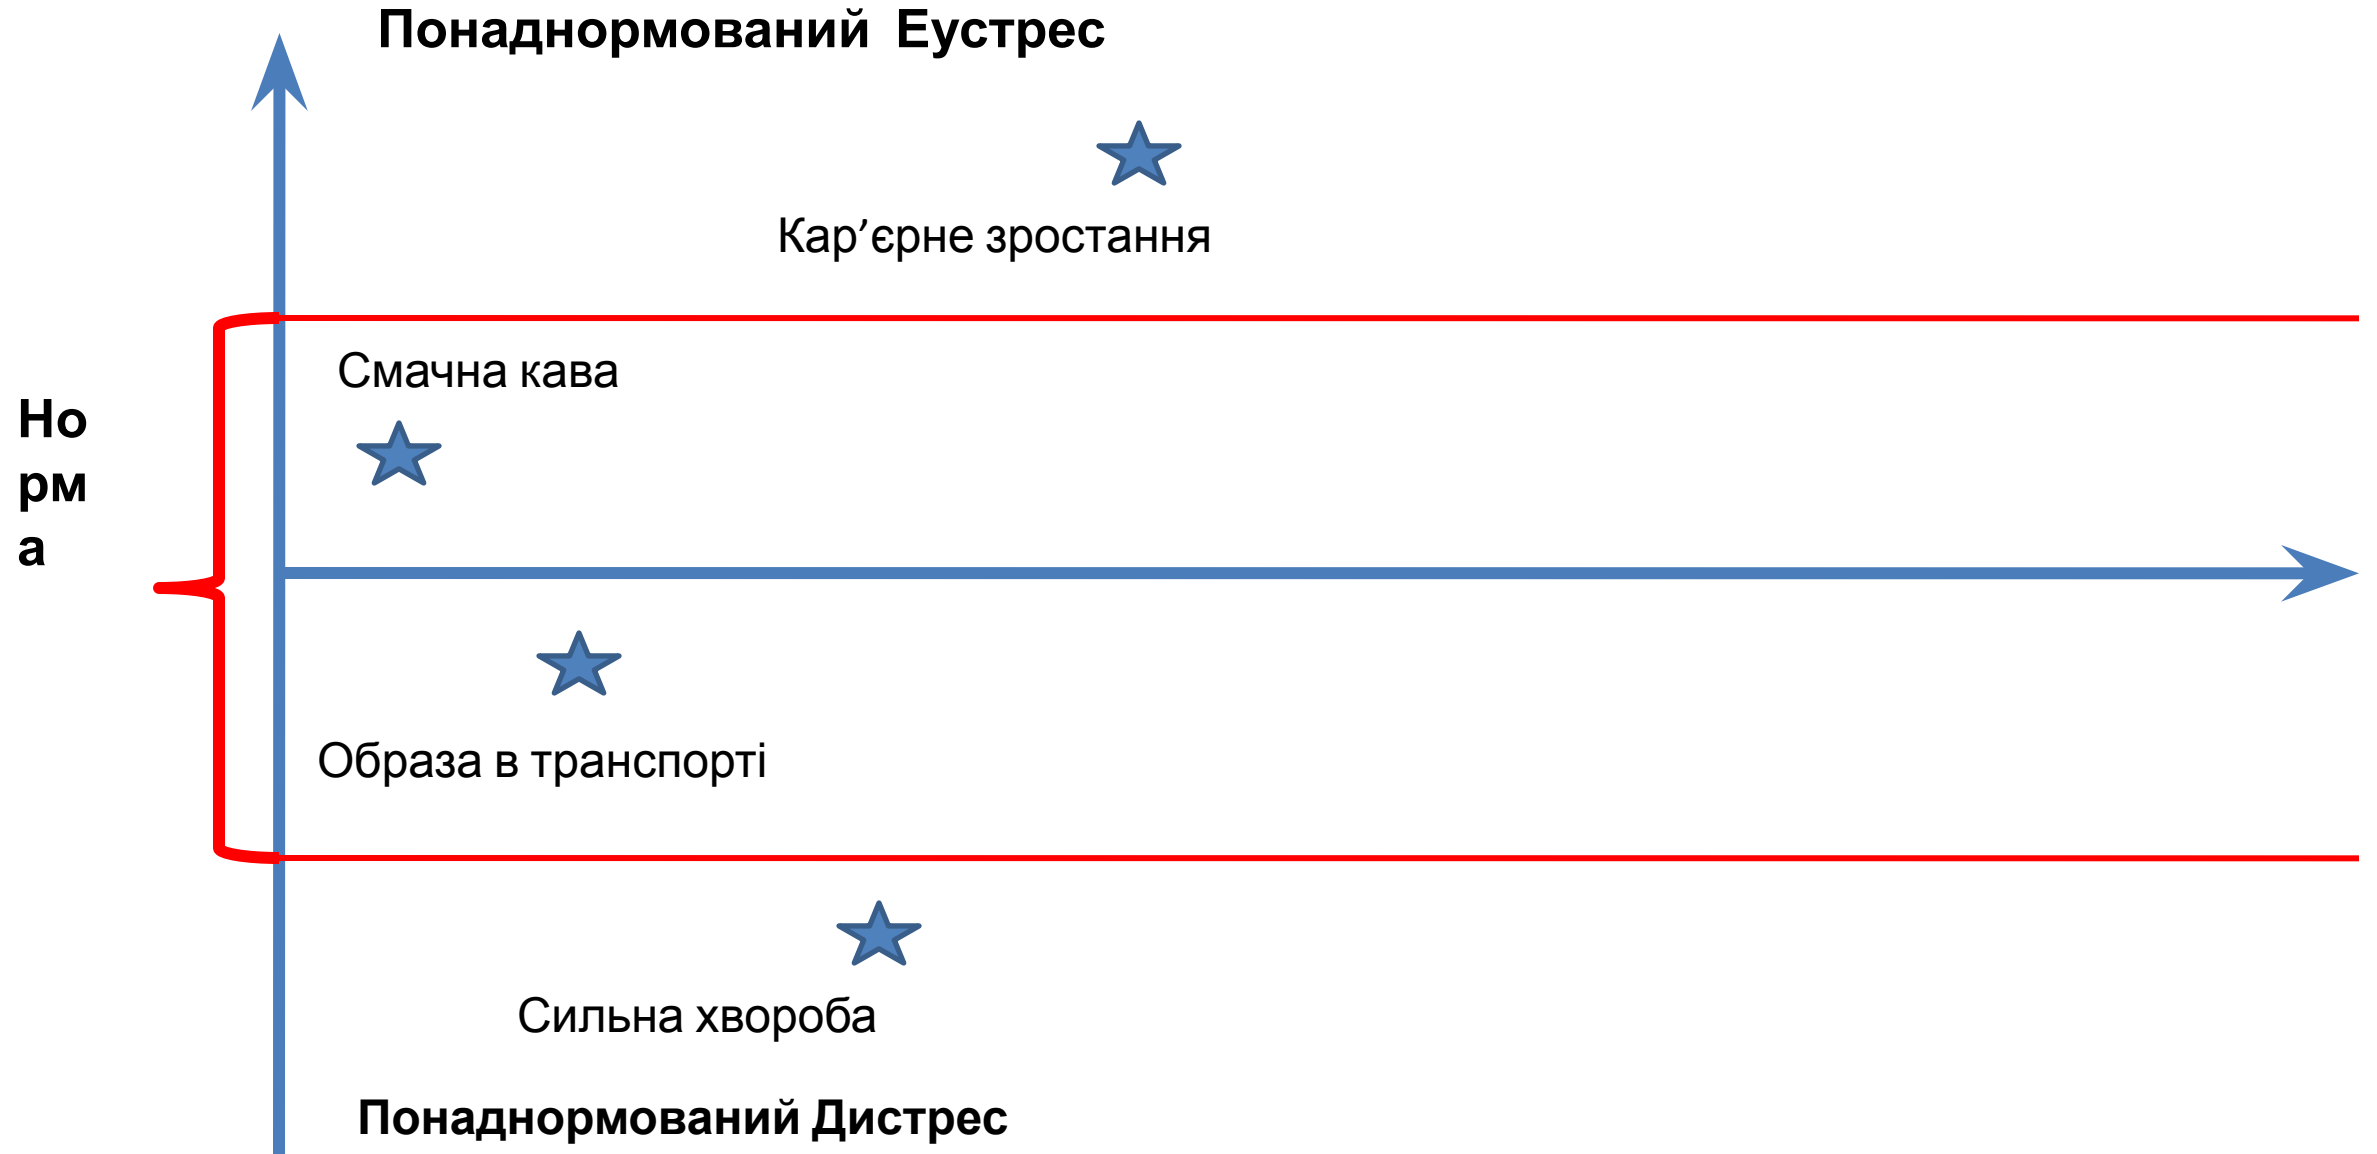 Понаднормований Еустрес
Кар’єрне зростання
Смачна кава
Но
рм
а
Образа в транспорті
Сильна хвороба
Понаднормований Дистрес